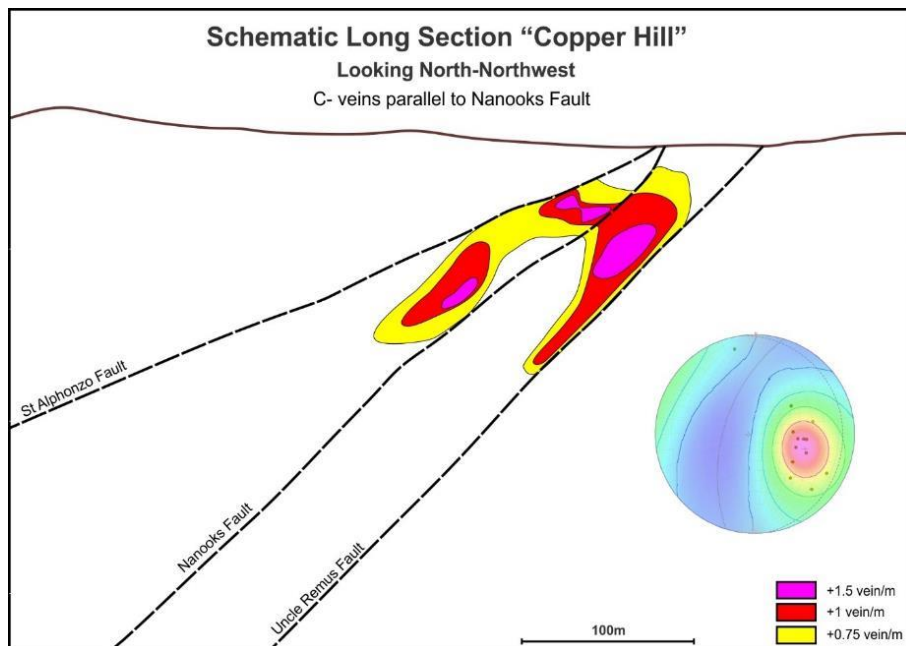 Schematic Long Section “Copper Hill”
Looking North-Northwest
C- veins parallel to Nanooks Fault
St Alphonzo Fault
Nanooks Fault
Uncle Remus Fault
+1.5 vein/m
+1 vein/m
+0.75 vein/m
100m